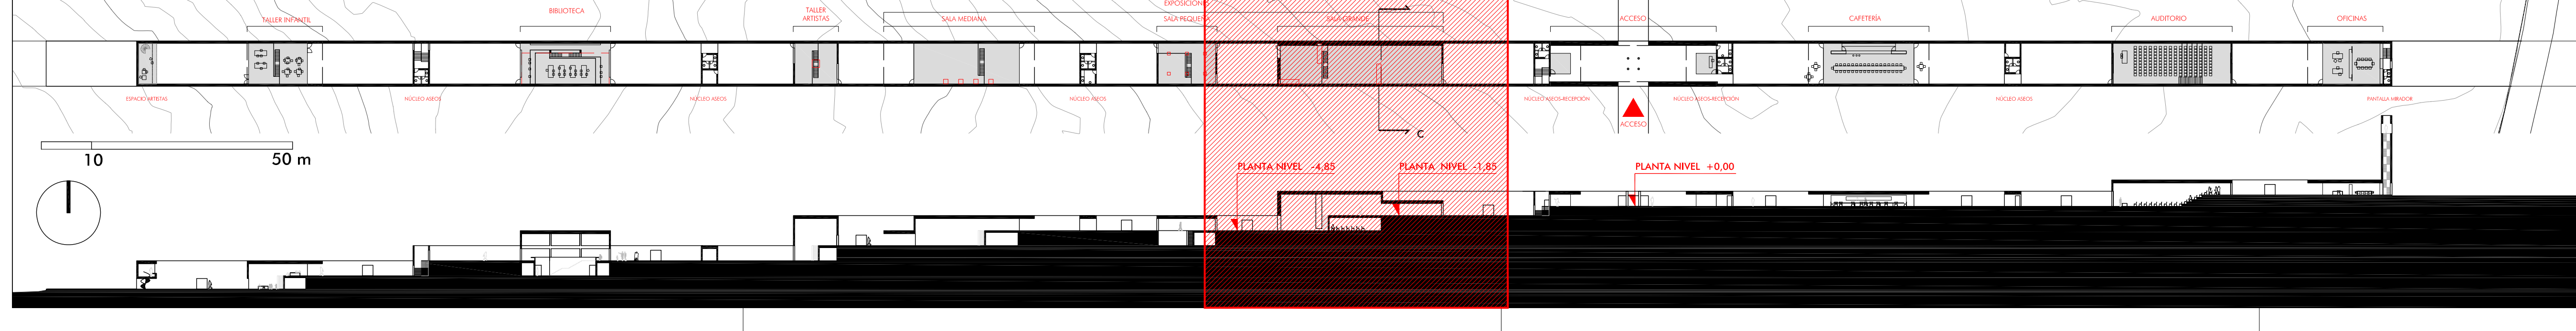 EXPOSICIÓN
BIBLIOTECA
TALLER
ARTISTAS
TALLER INFANTIL
SALA MEDIANA
SALA PEQUEÑA
SALA GRANDE
ACCESO
CAFETERÍA
AUDITORIO
OFICINAS
ESPACIO ARTISTAS
NÚCLEO ASEOS
NÚCLEO ASEOS
NÚCLEO ASEOS
NÚCLEO ASEOS-RECEPCIÓN
NÚCLEO ASEOS-RECEPCIÓN
NÚCLEO ASEOS
PANTALLA MIRADOR
ACCESO
C
10
50 m
PLANTA NIVEL -4,85
PLANTA NIVEL -1,85
PLANTA NIVEL +0,00